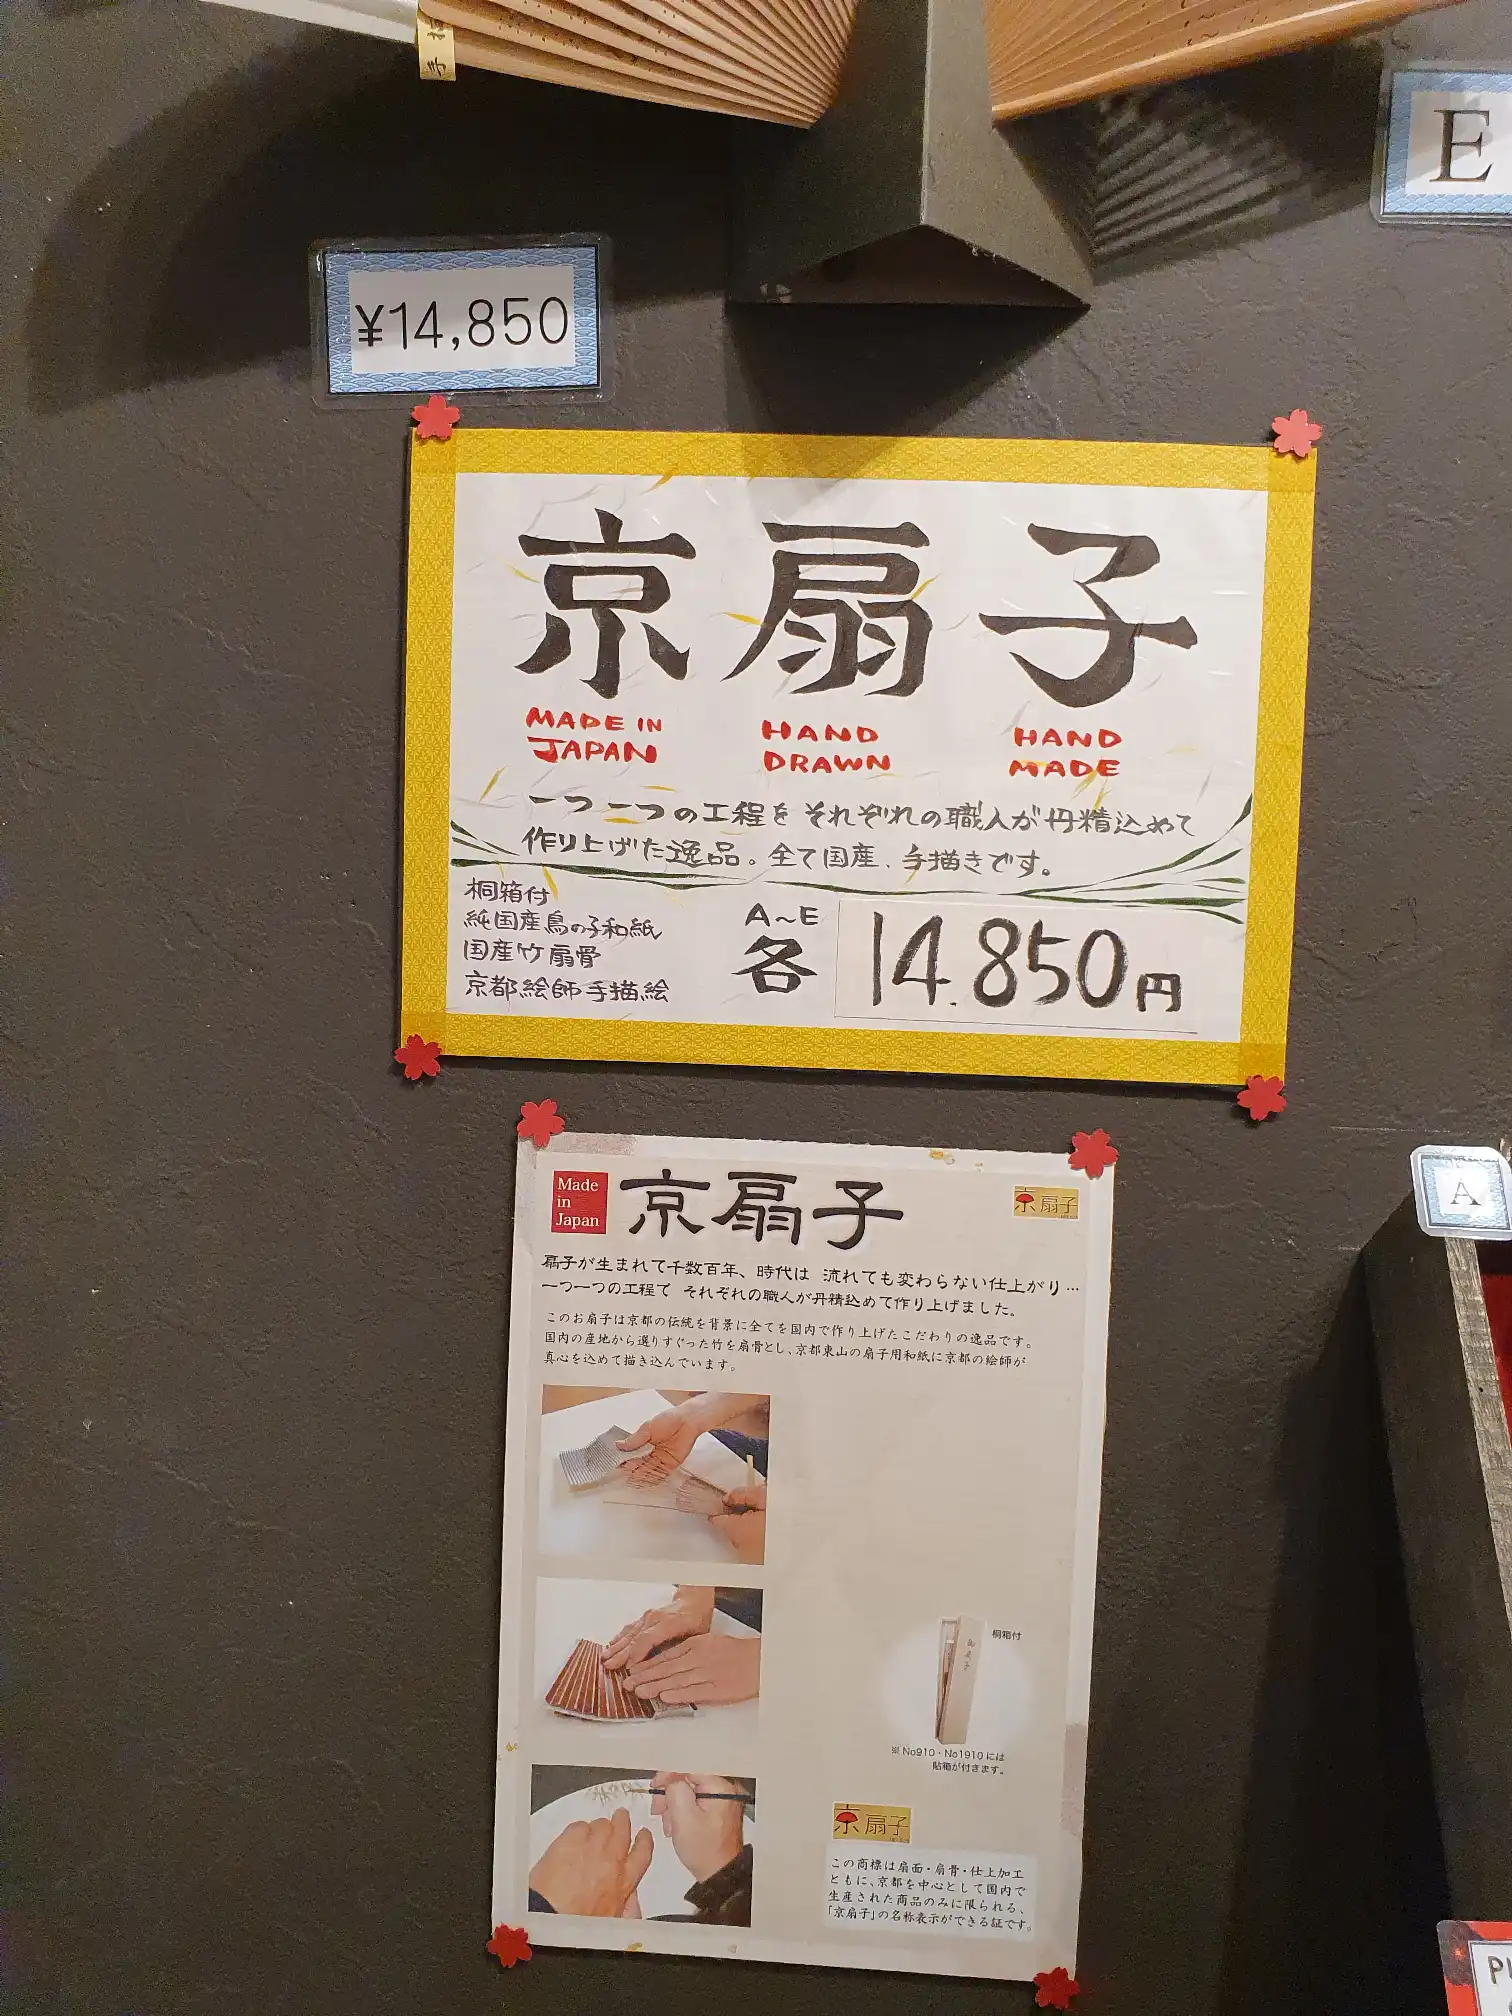 手描
E
¥14,850
京扇子
MADE IN JAPAN
HAND DRAWN
HAND MADE
一つ一つの工程をそれぞれの職人が丹精込めて
作り上げた逸品。全て国産、手描きです。
桐箱付
純国産鳥の子和紙
国産竹扇骨
京都絵師手描絵
A~E
各
14.850円
Made
in
Japan
京扇子
京扇子
扇子が生まれて千数百年、時代は 流れても変わらない仕上がり…
一つ一つの工程で それぞれの職人が丹精込めて作り上げました。
このお扇子は京都の伝統を背景に全てを国内で作り上げたこだわりの逸品です。
国内の産地から選りすぐった竹を扇骨とし、京都東山の扇子用和紙に京都の絵師が
真心を込めて描き込んでいます。
A
御扇子
桐箱付
※No910・No1910には
貼箱が付きます。
京扇子
この商標は扇面・扇骨・仕上加工
ともに、京都を中心として国内で
生産された商品のみに限られる、
「京扇子」の名称表示ができる証です。